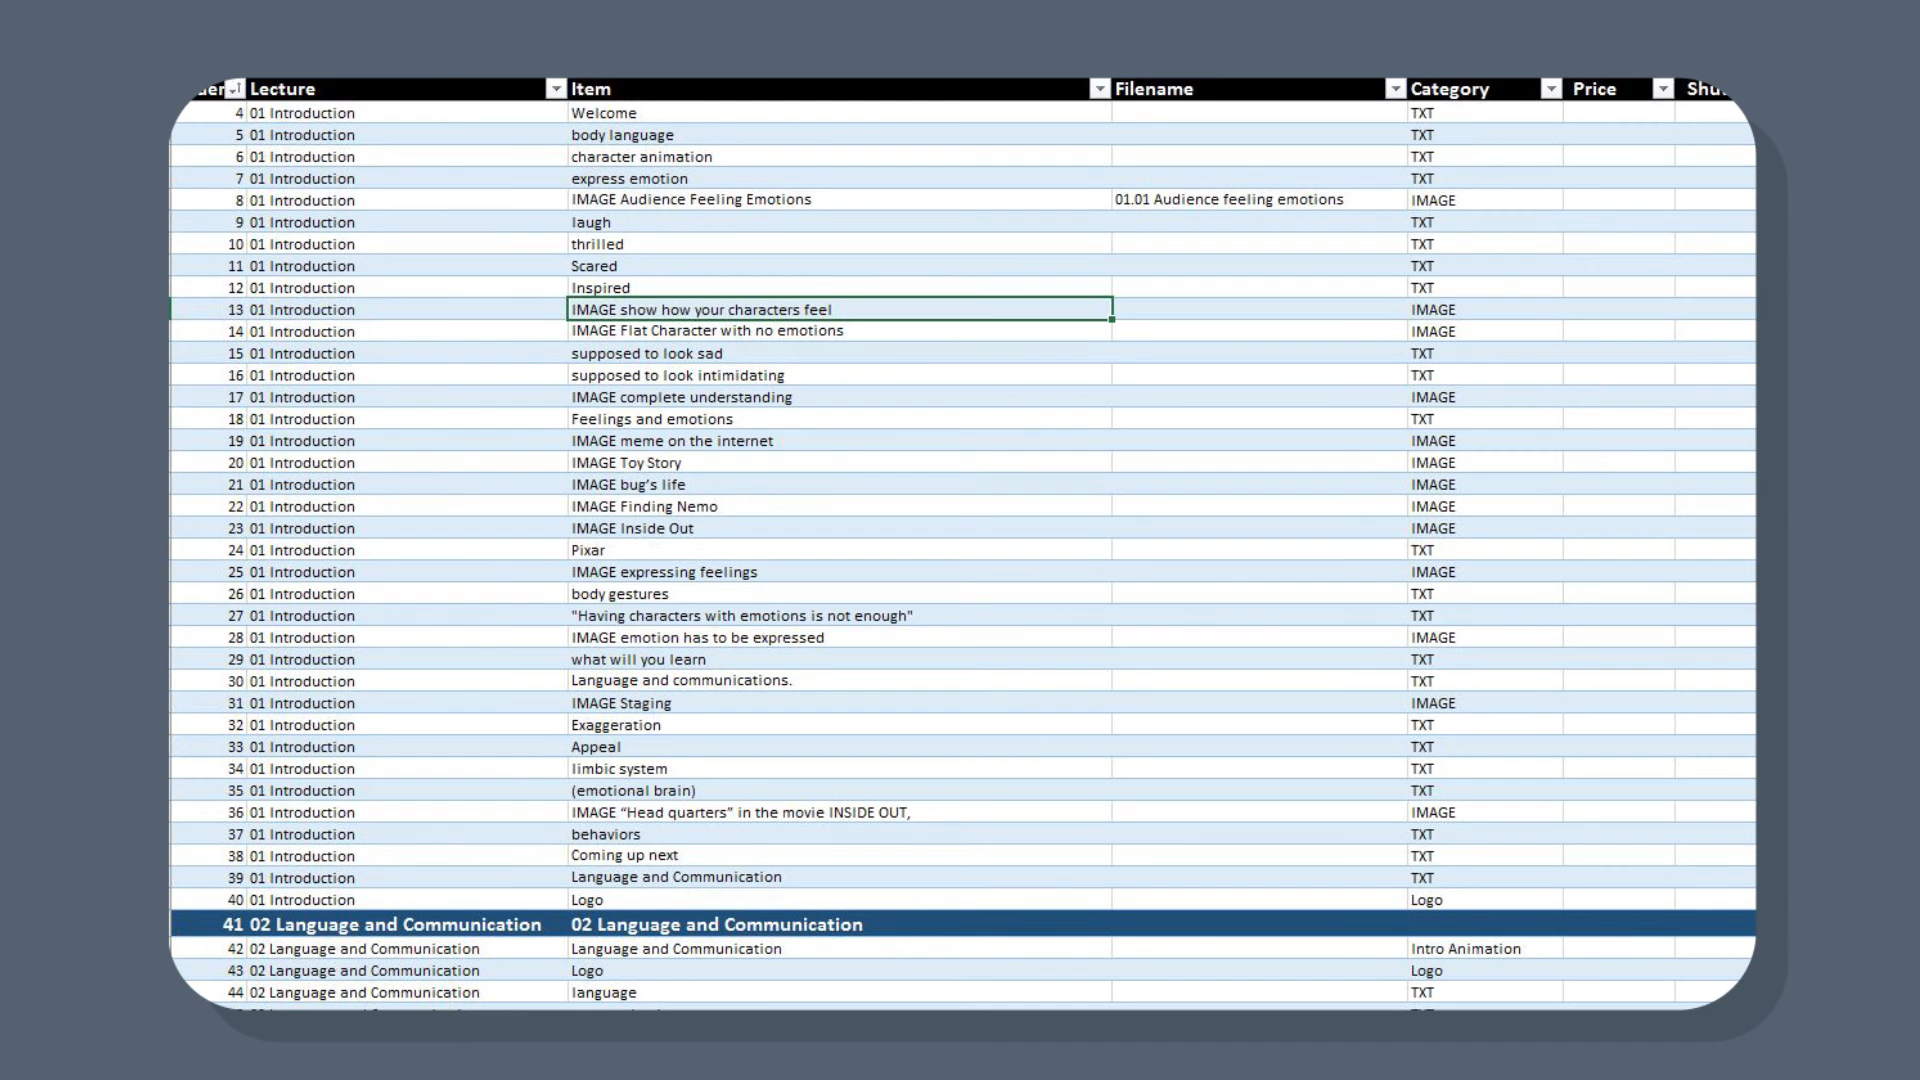 Lecture Item Filename Category Price
4 01 Introduction Welcome TXT
5 01 Introduction body language TXT
6 01 Introduction character animation TXT
7 01 Introduction express emotion TXT
8 01 Introduction IMAGE Audience Feeling Emotions 01.01 Audience feeling emotions IMAGE
9 01 Introduction laugh TXT
10 01 Introduction thrilled TXT
11 01 Introduction Scared TXT
12 01 Introduction Inspired TXT
13 01 Introduction IMAGE show how your characters feel IMAGE
14 01 Introduction IMAGE Flat Character with no emotions IMAGE
15 01 Introduction supposed to look sad TXT
16 01 Introduction supposed to look intimidating TXT
17 01 Introduction IMAGE complete understanding IMAGE
18 01 Introduction Feelings and emotions TXT
19 01 Introduction IMAGE meme on the internet IMAGE
20 01 Introduction IMAGE Toy Story IMAGE
21 01 Introduction IMAGE bug’s life IMAGE
22 01 Introduction IMAGE Finding Nemo IMAGE
23 01 Introduction IMAGE Inside Out IMAGE
24 01 Introduction Pixar TXT
25 01 Introduction IMAGE expressing feelings IMAGE
26 01 Introduction body gestures TXT
27 01 Introduction "Having characters with emotions is not enough" TXT
28 01 Introduction IMAGE emotion has to be expressed IMAGE
29 01 Introduction what will you learn TXT
30 01 Introduction Language and communications. TXT
31 01 Introduction IMAGE Staging IMAGE
32 01 Introduction Exaggeration TXT
33 01 Introduction Appeal TXT
34 01 Introduction limbic system TXT
35 01 Introduction (emotional brain) TXT
36 01 Introduction IMAGE “Head quarters” in the movie INSIDE OUT, IMAGE
37 01 Introduction behaviors TXT
38 01 Introduction Coming up next TXT
39 01 Introduction Language and Communication TXT
40 01 Introduction Logo Logo
41 02 Language and Communication 02 Language and Communication
42 02 Language and Communication Language and Communication Intro Animation
43 02 Language and Communication Logo Logo
44 02 Language and Communication language TXT